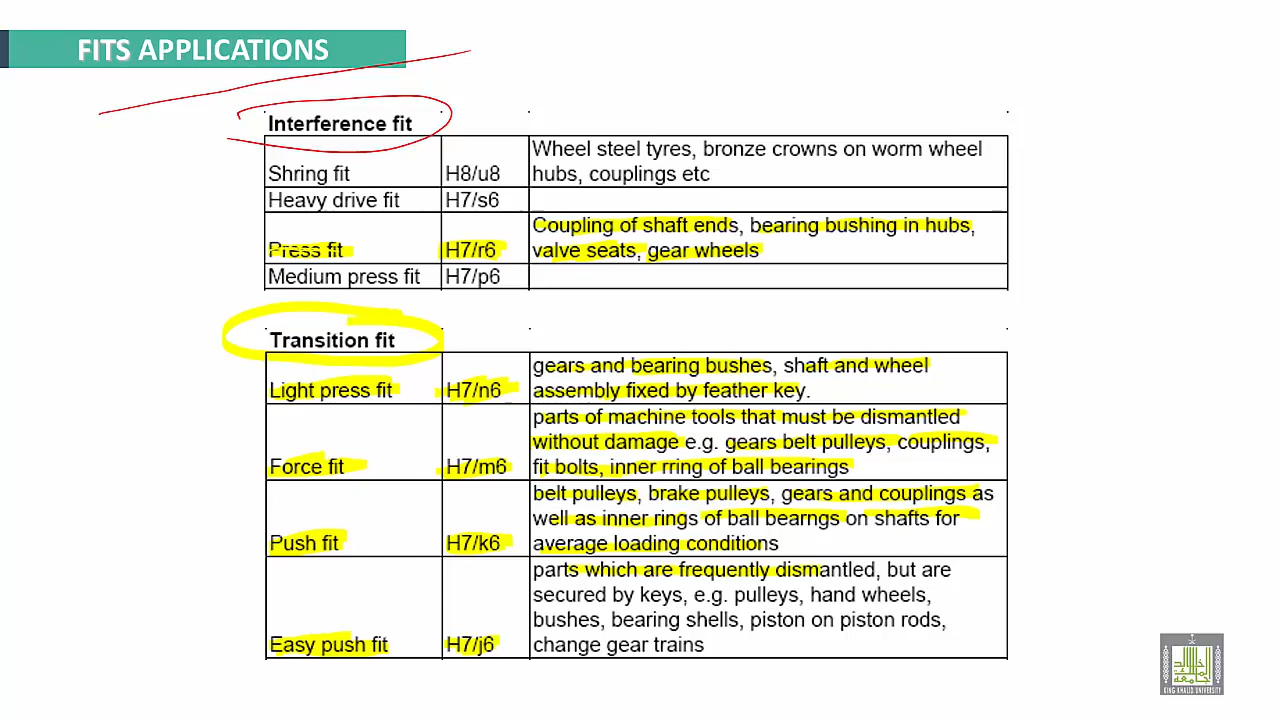 FITS APPLICATIONS
Interference fit
Wheel steel tyres, bronze crowns on worm wheel
Shring fit H8/u8 hubs, couplings etc
Heavy drive fit H7/s6
Coupling of shaft ends, bearing bushing in hubs,
Press fit H7/r6 valve seats, gear wheels
Medium press fit H7/p6
Transition fit
gears and bearing bushes, shaft and wheel
Light press fit H7/n6 assembly fixed by feather key.
parts of machine tools that must be dismantled
without damage e.g. gears belt pulleys, couplings,
Force fit H7/m6 fit bolts, inner rring of ball bearings
belt pulleys, brake pulleys, gears and couplings as
well as inner rings of ball bearngs on shafts for
Push fit H7/k6 average loading conditions
parts which are frequently dismantled, but are
secured by keys, e.g. pulleys, hand wheels,
bushes, bearing shells, piston on piston rods,
Easy push fit H7/j6 change gear trains
KING KHALID UNIVERSITY